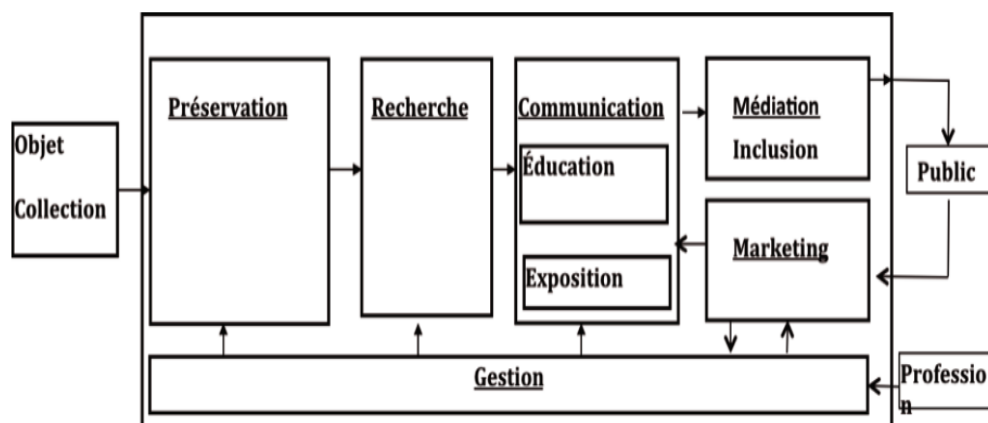 Objet
Collection
Préservation
Recherche
Communication
Éducation
Exposition
Médiation
Inclusion
Marketing
Public
Gestion
Professio
n